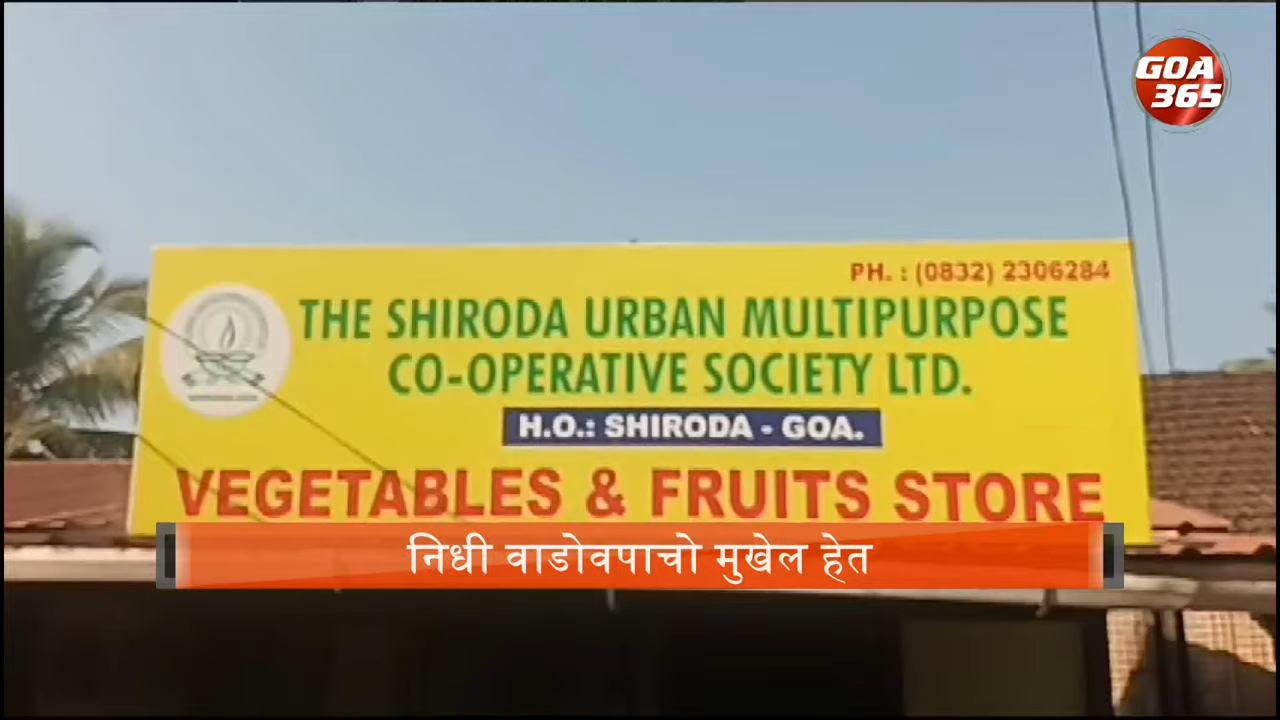 GOA
365
PH. : (0832) 2306284
THE SHIRODA URBAN MULTIPURPOSE
CO-OPERATIVE SOCIETY LTD.
H.O.: SHIRODA - GOA.
VEGETABLES & FRUITS STORE
निधी वाडोवपाचो मुखेल हेत